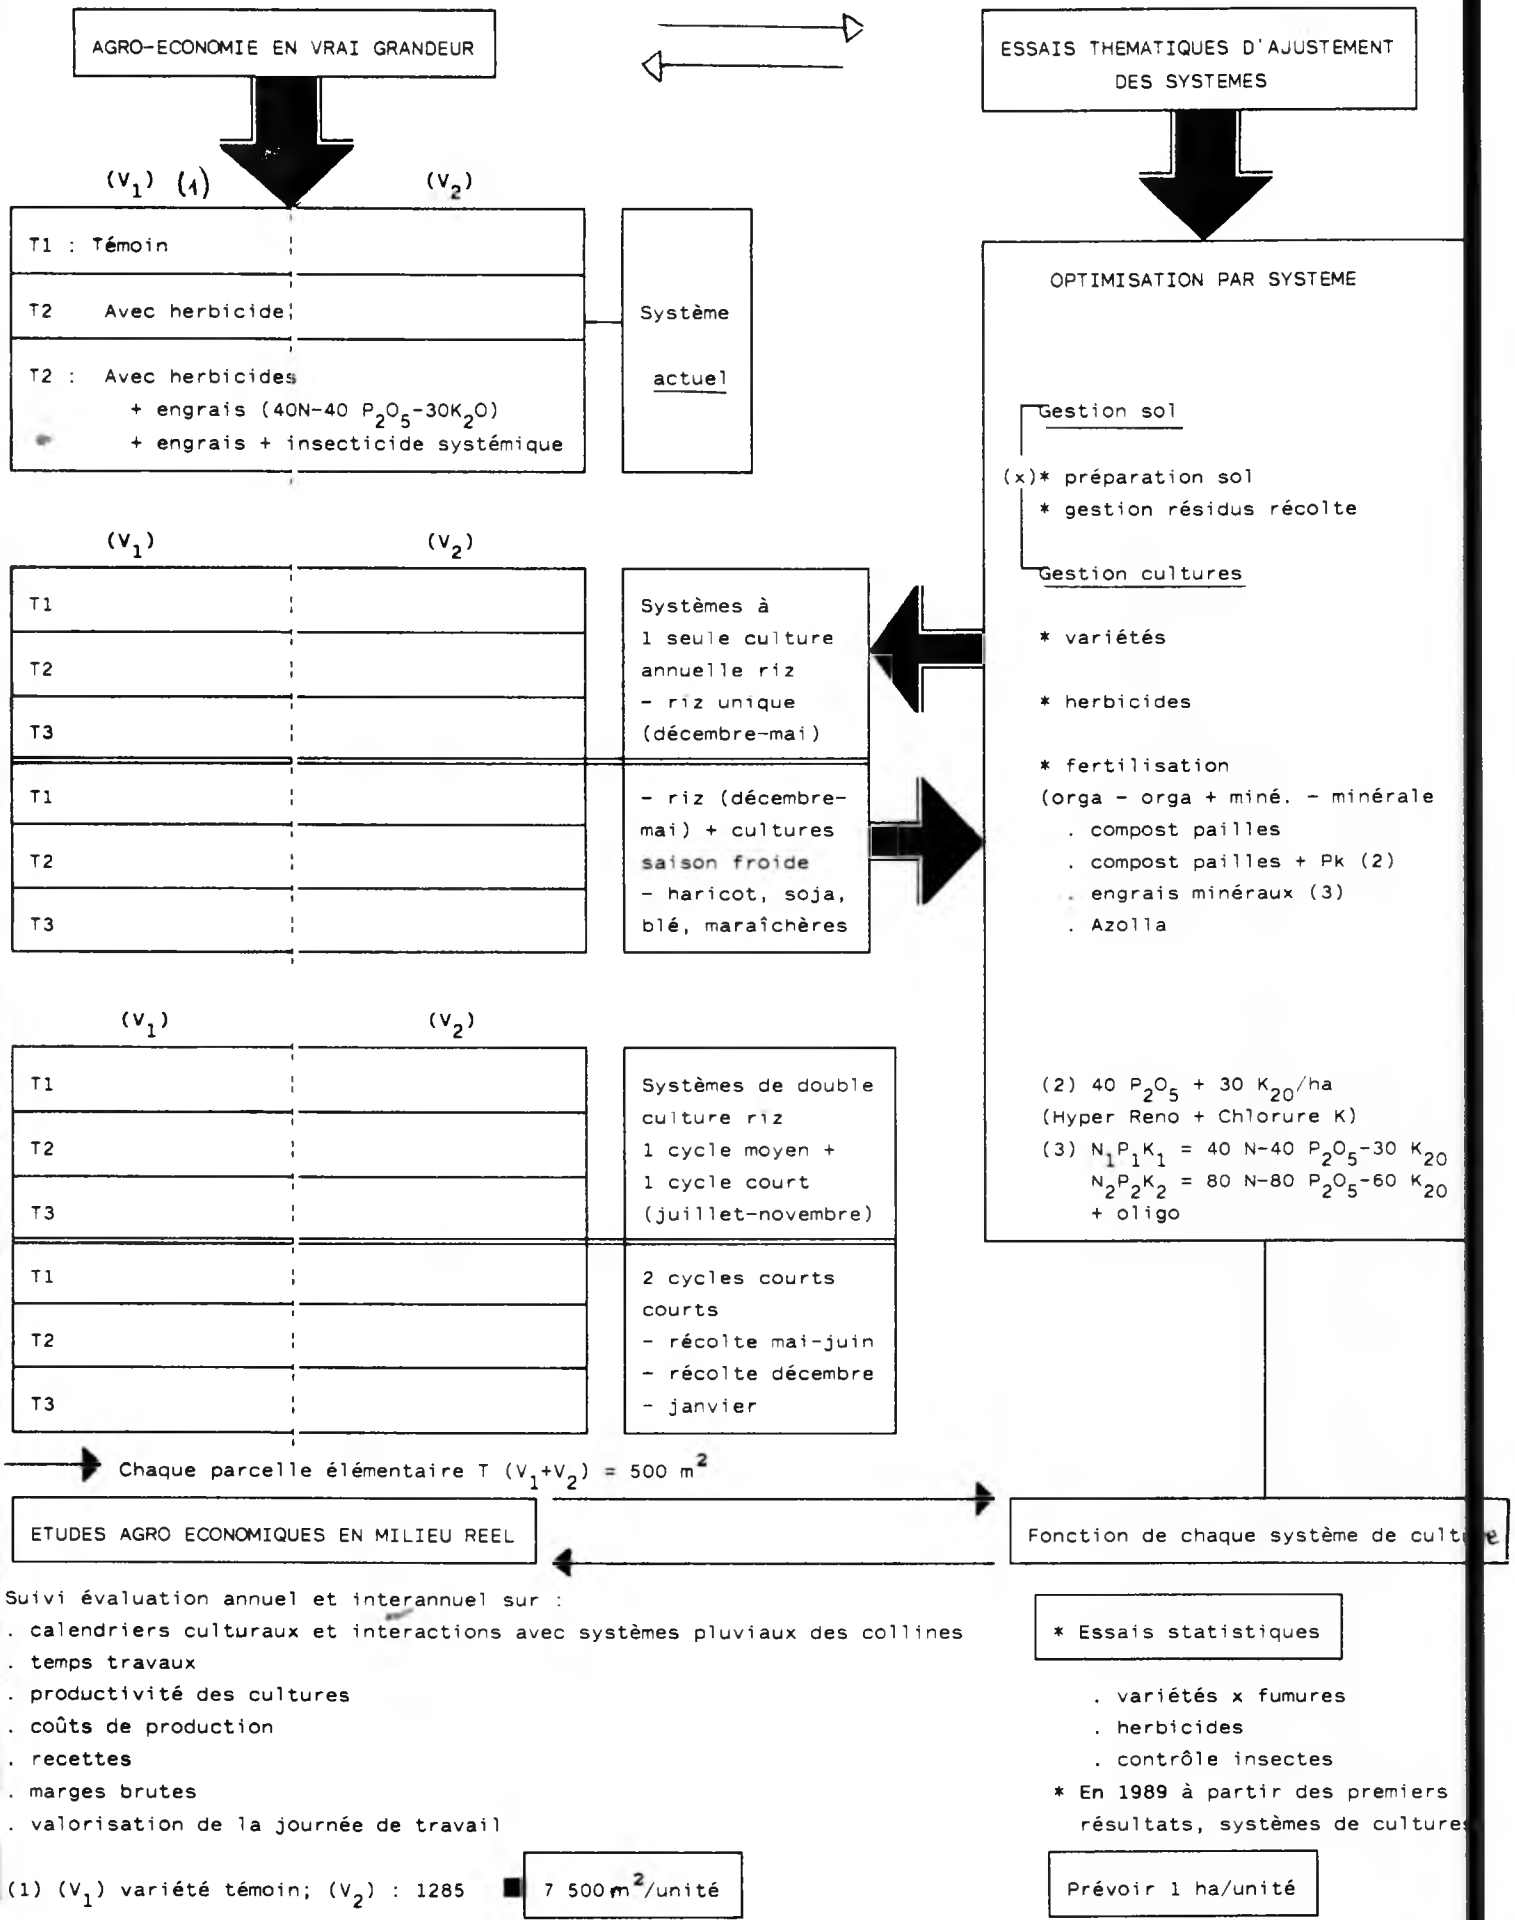 AGRO-ECONOMIE EN VRAI GRANDEUR
ESSAIS THEMATIQUES D'AJUSTEMENT
DES SYSTEMES
(V1) (1)
(V2)
T1 : Témoin
T2 Avec herbicide
T2 : Avec herbicides
+ engrais (40N-40 P2O5-30K2O)
+ engrais + insecticide systémique
Système
actuel
(V1)
(V2)
T1
T2
T3
T1
T2
T3
Systèmes à
1 seule culture
annuelle riz
- riz unique
(décembre-mai)
- riz (décembre-
mai) + cultures
saison froide
- haricot, soja,
blé, maraîchères
(V1)
(V2)
T1
T2
T3
T1
T2
T3
Systèmes de double
culture riz
1 cycle moyen +
1 cycle court
(juillet-novembre)
2 cycles courts
courts
- récolte mai-juin
- récolte décembre
- janvier
OPTIMISATION PAR SYSTEME
Gestion sol
(x)* préparation sol
* gestion résidus récolte
Gestion cultures
* variétés
* herbicides
* fertilisation
(orga - orga + miné. - minérale
. compost pailles
. compost pailles + Pk (2)
. engrais minéraux (3)
. Azolla
(2) 40 P2O5 + 30 K20/ha
(Hyper Reno + Chlorure K)
(3) N1P1K1 = 40 N-40 P2O5-30 K20
N2P2K2 = 80 N-80 P2O5-60 K20
+ oligo
Chaque parcelle élémentaire T (V1+V2) = 500 m2
ETUDES AGRO ECONOMIQUES EN MILIEU REEL
Fonction de chaque système de culture
Suivi évaluation annuel et interannuel sur :
. calendriers culturaux et interactions avec systèmes pluviaux des collines
. temps travaux
. productivité des cultures
. coûts de production
. recettes
. marges brutes
. valorisation de la journée de travail
* Essais statistiques
. variétés x fumures
. herbicides
. contrôle insectes
* En 1989 à partir des premiers
résultats, systèmes de cultures
(1) (V1) variété témoin; (V2) : 1285
7 500 m2/unité
Prévoir 1 ha/unité